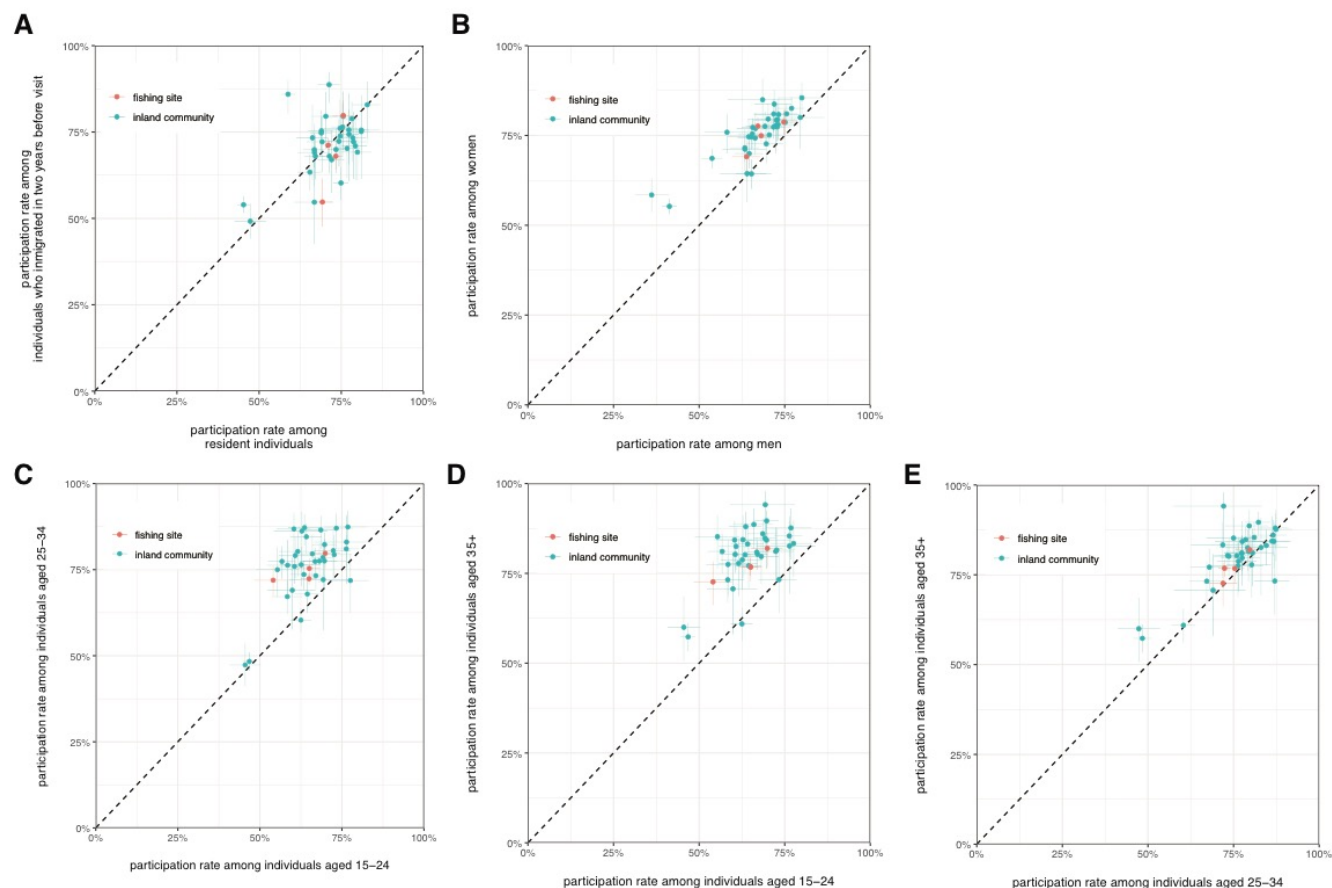 A
B
100%
75%
50%
25%
0%
0%
25%
50%
75%
100%
participation rate among
individuals who inmigrated in two years before visit
fishing site
inland community
participation rate among
resident individuals
100%
75%
50%
25%
0%
0%
25%
50%
75%
100%
participation rate among women
fishing site
inland community
participation rate among men
C
D
E
100%
75%
50%
25%
0%
0%
25%
50%
75%
100%
participation rate among individuals aged 25–34
fishing site
inland community
participation rate among individuals aged 15–24
100%
75%
50%
25%
0%
0%
25%
50%
75%
100%
participation rate among individuals aged 35+
fishing site
inland community
participation rate among individuals aged 15–24
100%
75%
50%
25%
0%
0%
25%
50%
75%
100%
participation rate among individuals aged 35+
fishing site
inland community
participation rate among individuals aged 25–34